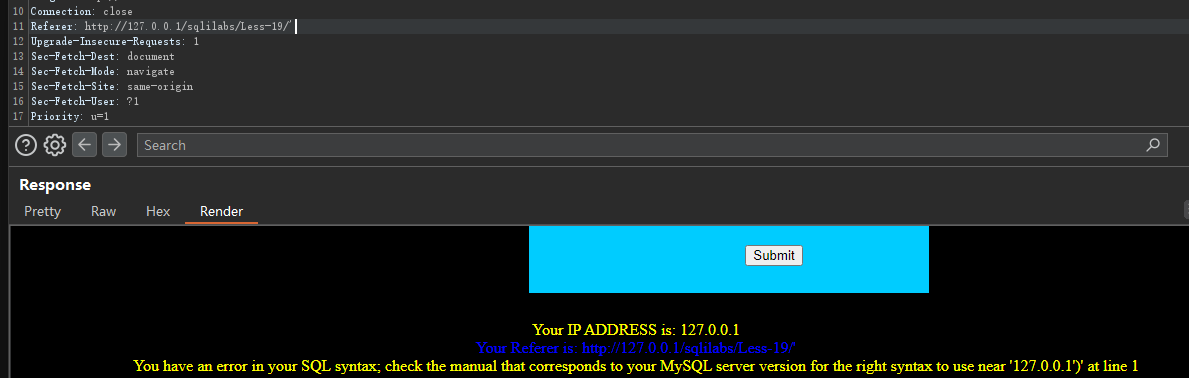 10 Connection: close
11 Referer: http://127.0.0.1/sqlilabs/Less-19/'
12 Upgrade-Insecure-Requests: 1
13 Sec-Fetch-Dest: document
14 Sec-Fetch-Mode: navigate
15 Sec-Fetch-Site: same-origin
16 Sec-Fetch-User: ?1
17 Priority: u=1
Search
Response
Pretty Raw Hex Render
Submit
Your IP ADDRESS is: 127.0.0.1
Your Referer is: http://127.0.0.1/sqlilabs/Less-19/'
You have an error in your SQL syntax; check the manual that corresponds to your MySQL server version for the right syntax to use near '127.0.0.1')' at line 1